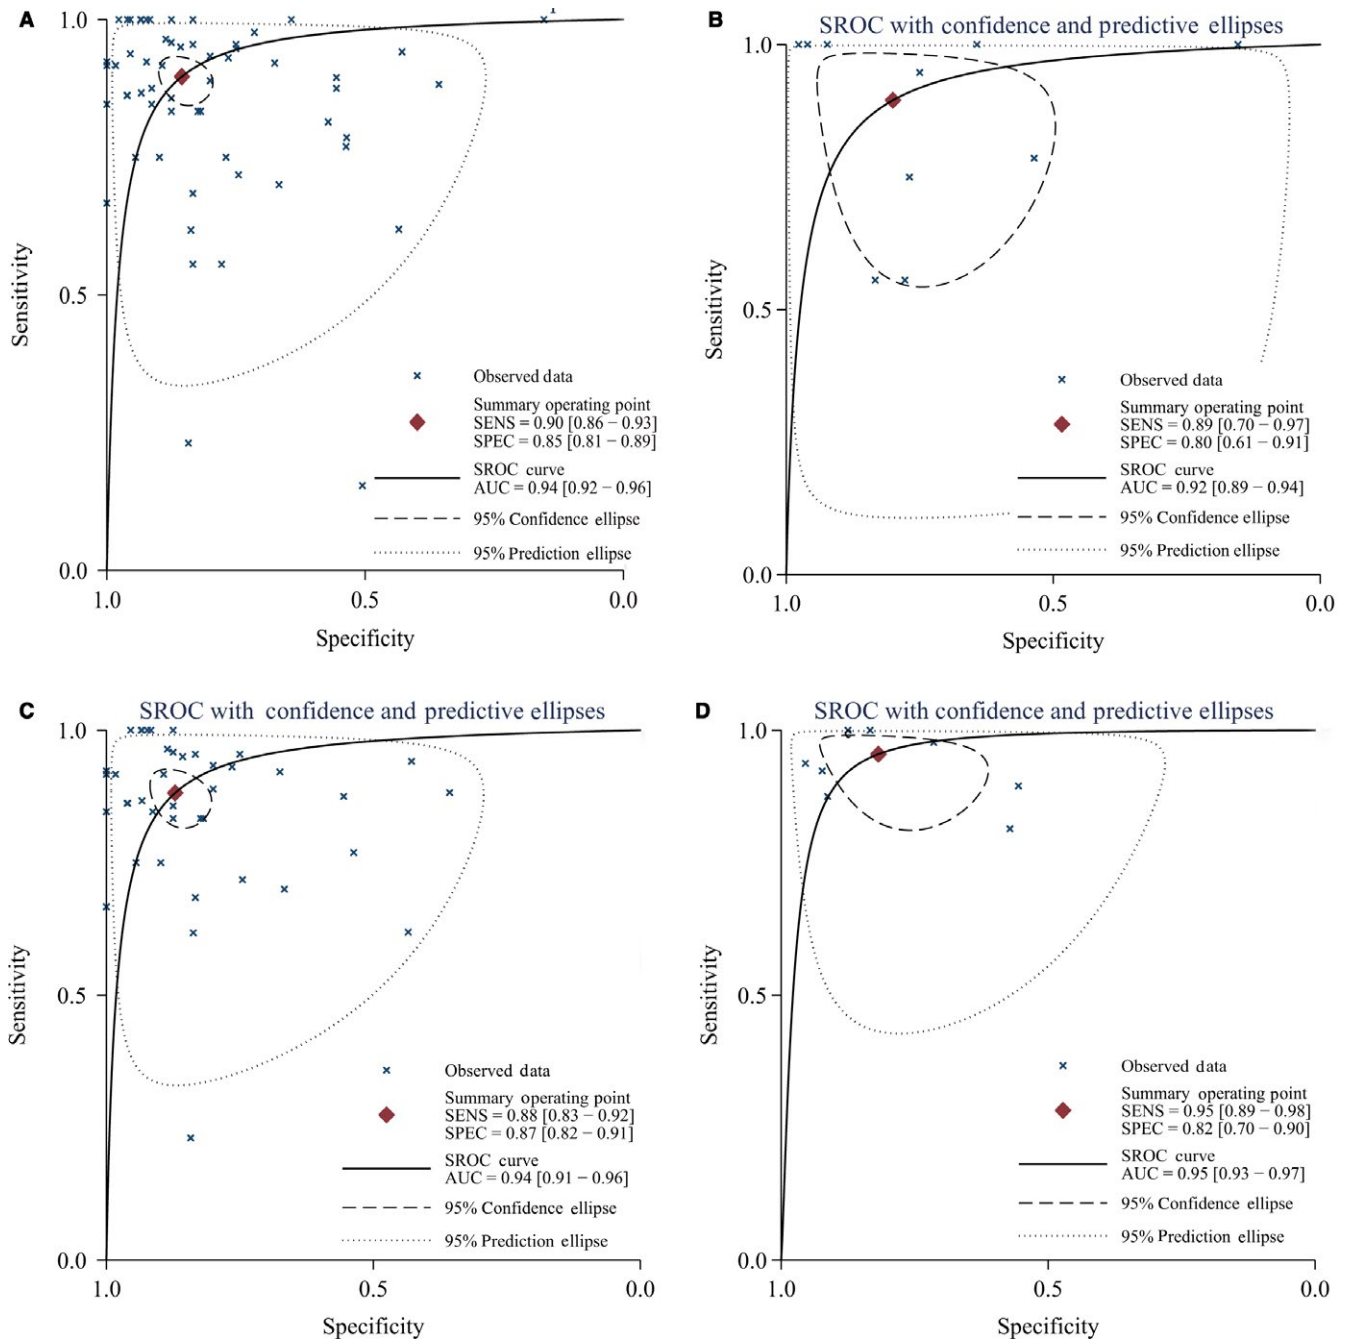 A
1.0
0.5
0.0
Sensitivity
Observed data
Summary operating point
SENS = 0.90 [0.86 − 0.93]
SPEC = 0.85 [0.81 − 0.89]
SROC curve
AUC = 0.94 [0.92 − 0.96]
95% Confidence ellipse
95% Prediction ellipse
1.0 0.5 0.0
Specificity
B
SROC with confidence and predictive ellipses
1.0
0.5
0.0
Sensitivity
Observed data
Summary operating point
SENS = 0.89 [0.70 − 0.97]
SPEC = 0.80 [0.61 − 0.91]
SROC curve
AUC = 0.92 [0.89 − 0.94]
95% Confidence ellipse
95% Prediction ellipse
1.0 0.5 0.0
Specificity
C
SROC with confidence and predictive ellipses
1.0
0.5
0.0
Sensitivity
Observed data
Summary operating point
SENS = 0.88 [0.83 − 0.92]
SPEC = 0.87 [0.82 − 0.91]
SROC curve
AUC = 0.94 [0.91 − 0.96]
95% Confidence ellipse
95% Prediction ellipse
1.0 0.5 0.0
Specificity
D
SROC with confidence and predictive ellipses
1.0
0.5
0.0
Sensitivity
Observed data
Summary operating point
SENS = 0.95 [0.89 − 0.98]
SPEC = 0.82 [0.70 − 0.90]
SROC curve
AUC = 0.95 [0.93 − 0.97]
95% Confidence ellipse
95% Prediction ellipse
1.0 0.5 0.0
Specificity